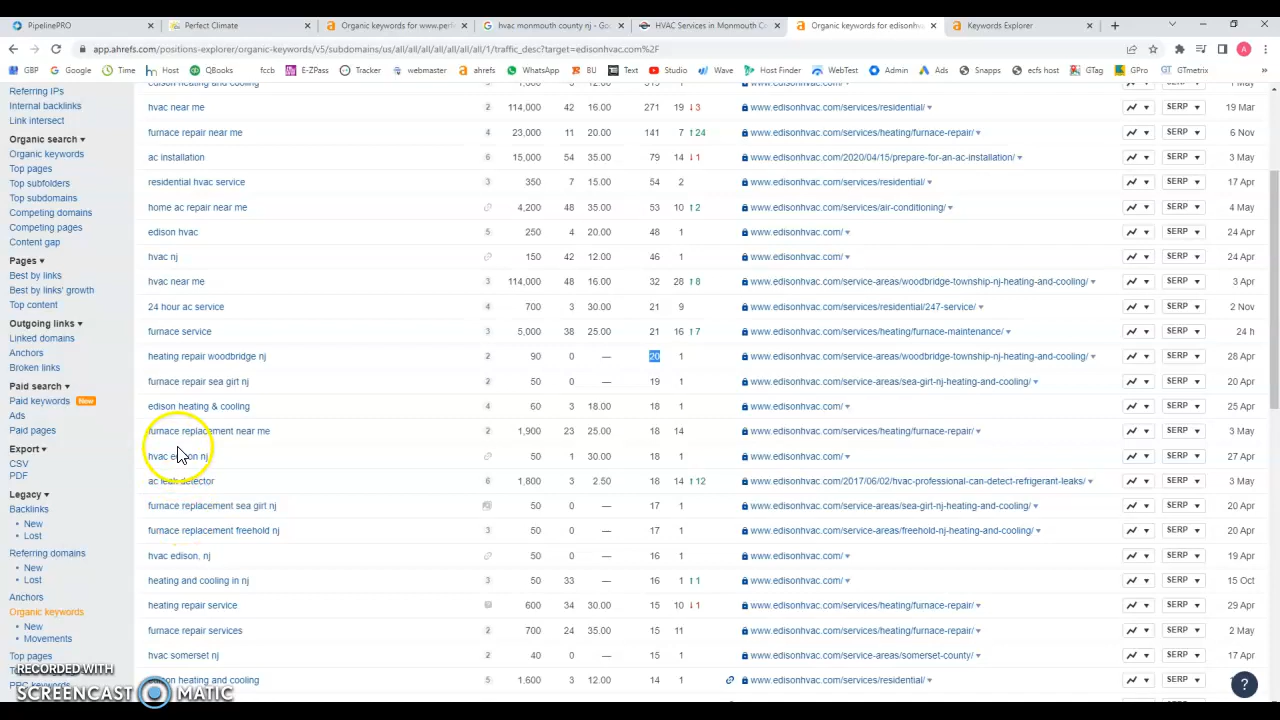 PipelinePRO × Perfect Climate × Organic keywords for www.perf × hvac monmouth county nj - Goo × HVAC Services in Monmouth C × Organic keywords for edisonhva × Keywords Explorer ×
app.ahrefs.com/positions-explorer/organic-keywords/v5/subdomains/us/all/all/all/all/all/all/1/traffic_desc?target=edisonhvac.com%2F
GBP Google Time Host QBooks fccb E-ZPass Tracker webmaster ahrefs WhatsApp BU Text Studio Wave Host Finder WebTest Admin Ads Snapps ecfs host GTag GPro GTmetrix
Referring IPs
Internal backlinks
Link intersect
Organic search
Organic keywords
Top pages
Top subfolders
Top subdomains
Competing domains
Competing pages
Content gap
Pages
Best by links
Best by links' growth
Top content
Outgoing links
Linked domains
Anchors
Broken links
Paid search
Paid keywords New
Ads
Paid pages
Export
CSV
PDF
Legacy
Backlinks
New
Lost
Referring domains
New
Lost
Anchors
Organic keywords
New
Movements
Top pages
RECORDED WITH
SCREENCAST MATIC
edison heating and cooling
hvac near me 2 114,000 42 16.00 271 19 ↓3 www.edisonhvac.com/services/residential/ SERP 19 Mar
furnace repair near me 4 23,000 11 20.00 141 7 ↑24 www.edisonhvac.com/services/heating/furnace-repair/ SERP 6 Nov
ac installation 6 15,000 54 35.00 79 14 ↓1 www.edisonhvac.com/2020/04/15/prepare-for-an-ac-installation/ SERP 3 May
residential hvac service 3 350 7 15.00 54 2 www.edisonhvac.com/services/residential/ SERP 17 Apr
home ac repair near me 4,200 48 35.00 53 10 ↑2 www.edisonhvac.com/services/air-conditioning/ SERP 4 May
edison hvac 5 250 4 20.00 48 1 www.edisonhvac.com/ SERP 24 Apr
hvac nj 150 42 12.00 46 1 www.edisonhvac.com/ SERP 24 Apr
hvac near me 2 114,000 48 16.00 32 28 ↑8 www.edisonhvac.com/service-areas/woodbridge-township-nj-heating-and-cooling/ SERP 3 Apr
24 hour ac service 4 700 3 30.00 21 9 www.edisonhvac.com/services/residential/247-service/ SERP 2 Nov
furnace service 3 5,000 38 25.00 21 16 ↑7 www.edisonhvac.com/services/heating/furnace-maintenance/ SERP 24 h
heating repair woodbridge nj 2 90 0 — 20 1 www.edisonhvac.com/service-areas/woodbridge-township-nj-heating-and-cooling/ SERP 28 Apr
furnace repair sea girt nj 2 50 0 — 19 1 www.edisonhvac.com/service-areas/sea-girt-nj-heating-and-cooling/ SERP 20 Apr
edison heating & cooling 4 60 3 18.00 18 1 www.edisonhvac.com/ SERP 25 Apr
furnace replacement near me 2 1,900 23 25.00 18 14 www.edisonhvac.com/services/heating/furnace-repair/ SERP 3 May
hvac edison nj 50 1 30.00 18 1 www.edisonhvac.com/ SERP 27 Apr
ac leak detector 6 1,800 3 2.50 18 14 ↑12 www.edisonhvac.com/2017/06/02/hvac-professional-can-detect-refrigerant-leaks/ SERP 3 May
furnace replacement sea girt nj 50 0 — 17 1 www.edisonhvac.com/service-areas/sea-girt-nj-heating-and-cooling/ SERP 20 Apr
furnace replacement freehold nj 3 50 0 — 17 1 www.edisonhvac.com/service-areas/freehold-nj-heating-and-cooling/ SERP 20 Apr
hvac edison, nj 50 0 — 16 1 www.edisonhvac.com/ SERP 19 Apr
heating and cooling in nj 3 50 33 — 16 1 ↑1 www.edisonhvac.com/ SERP 15 Oct
heating repair service 600 34 30.00 15 10 ↓1 www.edisonhvac.com/services/heating/furnace-repair/ SERP 29 Apr
furnace repair services 2 700 24 35.00 15 11 www.edisonhvac.com/services/heating/furnace-repair/ SERP 2 May
hvac somerset nj 2 40 0 — 15 1 www.edisonhvac.com/service-areas/somerset-county/ SERP 17 Apr
edison heating and cooling 5 1,600 3 12.00 14 1 www.edisonhvac.com/services/residential/ SERP
?